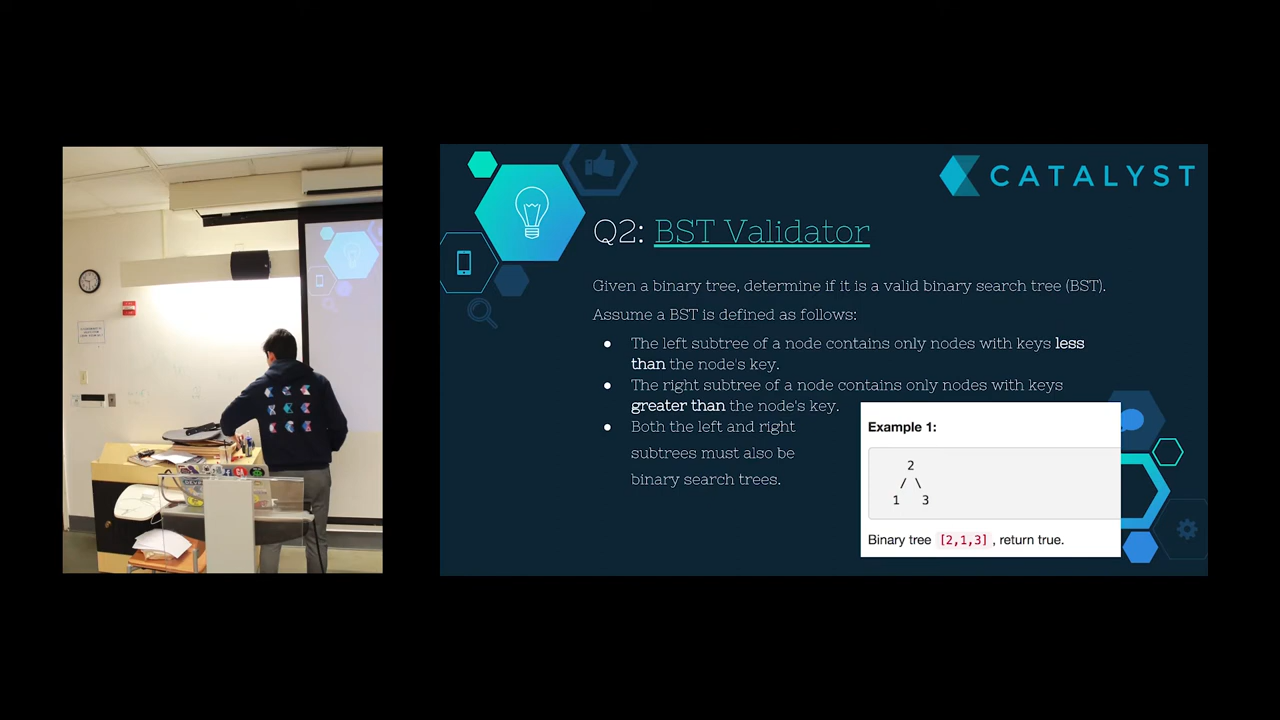 CATALYST
Q2: BST Validator
Given a binary tree, determine if it is a valid binary search tree (BST).
Assume a BST is defined as follows:
● The left subtree of a node contains only nodes with keys less
than the node's key.
● The right subtree of a node contains only nodes with keys
greater than the node's key.
● Both the left and right
subtrees must also be
binary search trees.
Example 1:
2
/ \
1 3
Binary tree [2,1,3] , return true.